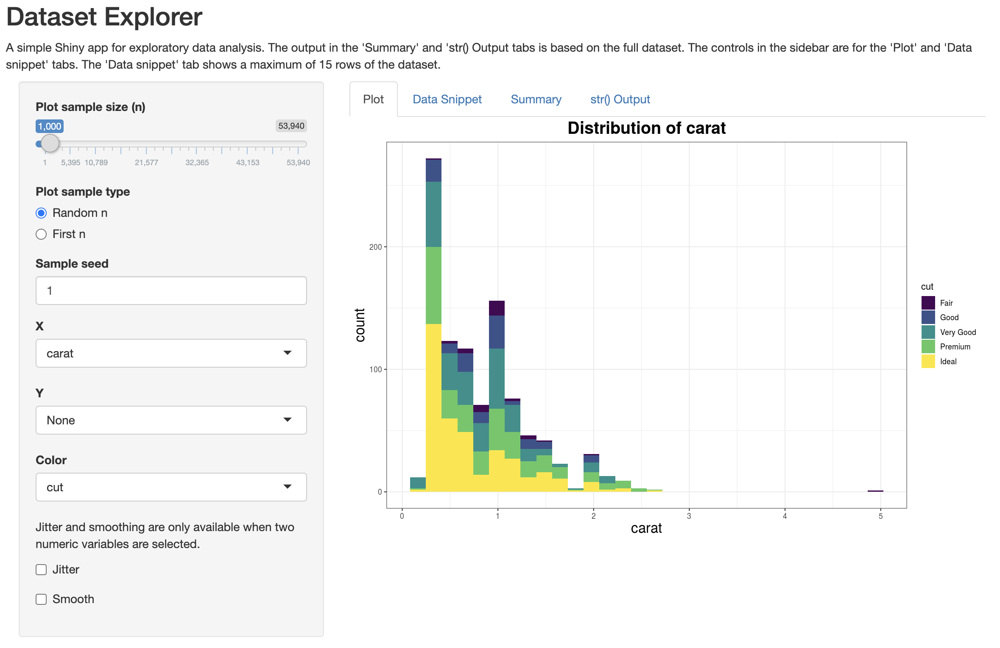 Dataset Explorer
A simple Shiny app for exploratory data analysis. The output in the 'Summary' and 'str() Output tabs is based on the full dataset. The controls in the sidebar are for the 'Plot' and 'Data
snippet' tabs. The 'Data snippet' tab shows a maximum of 15 rows of the dataset.
Plot sample size (n)
1,000 53,940
1 5,395 10,789 21,577 32,365 43,153 53,940
Plot sample type
Random n
First n
Sample seed
1
X
carat
Y
None
Color
cut
Jitter and smoothing are only available when two
numeric variables are selected.
Jitter
Smooth
Plot Data Snippet Summary str() Output
Distribution of carat
count
200
100
0
0 1 2 3 4 5
carat
cut
Fair
Good
Very Good
Premium
Ideal